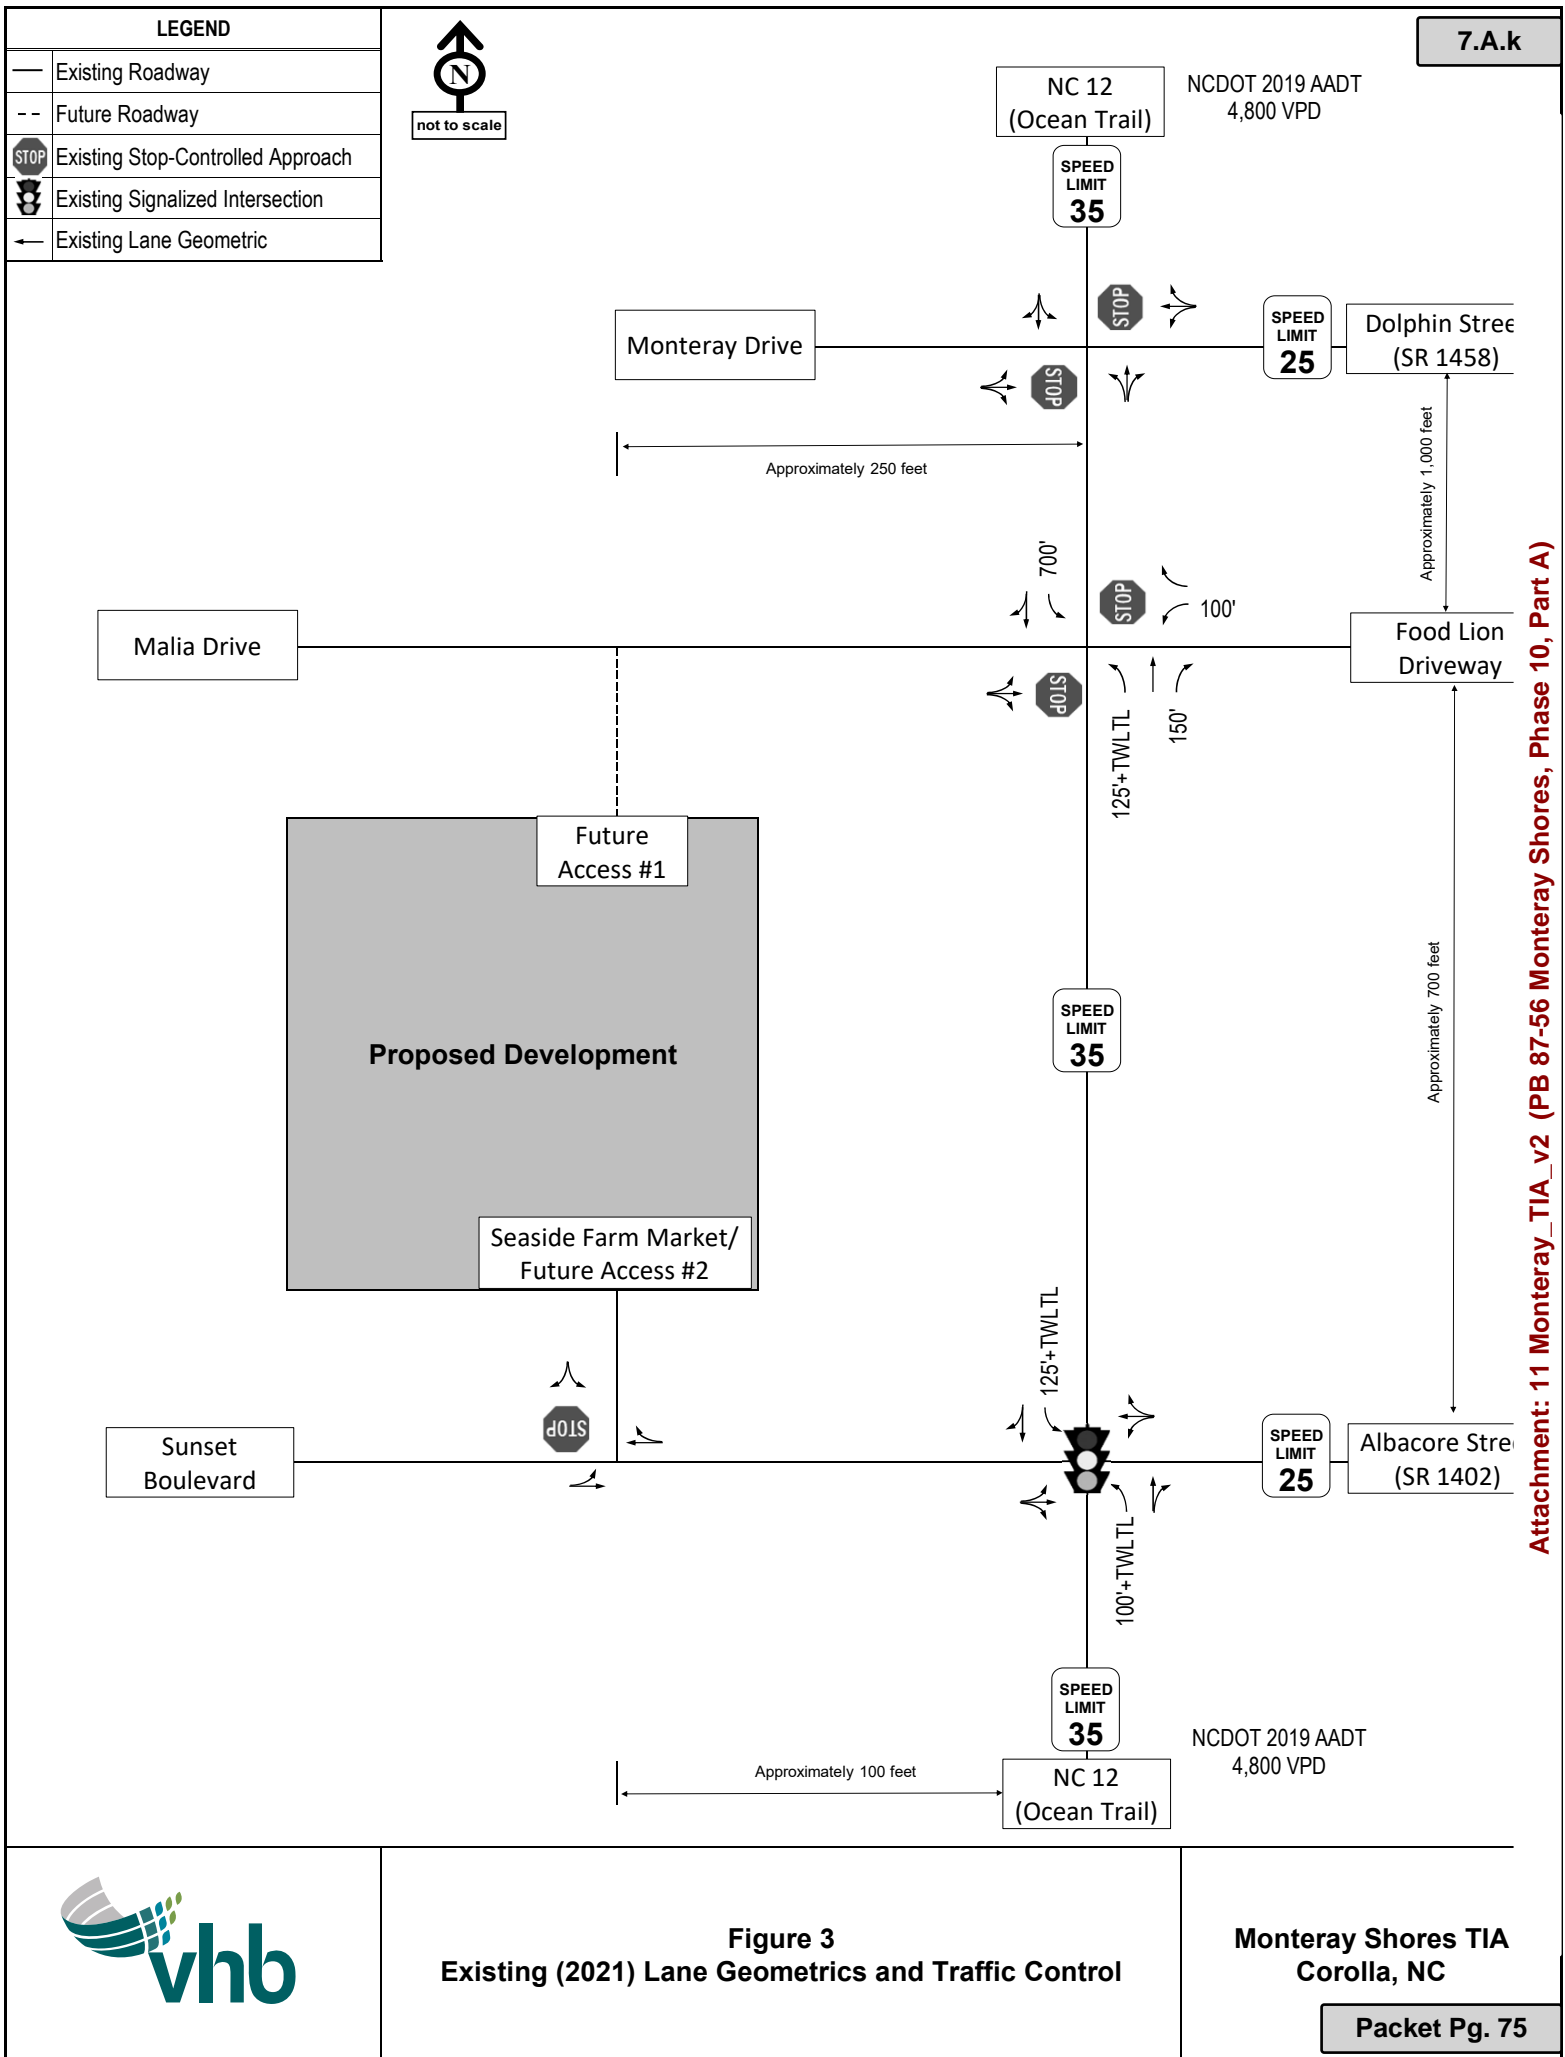 LEGEND
Existing Roadway
Future Roadway
STOP
Existing Stop-Controlled Approach
Existing Signalized Intersection
Existing Lane Geometric
N
not to scale
7.A.k
NC 12
(Ocean Trail)
NCDOT 2019 AADT
4,800 VPD
SPEED
LIMIT
35
STOP
Monteray Drive
SPEED
LIMIT
25
Dolphin Stree
(SR 1458)
STOP
Approximately 250 feet
Approximately 1,000 feet
700'
STOP
100'
Malia Drive
Food Lion
Driveway
STOP
125'+TWLTL
150'
Future
Access #1
Proposed Development
SPEED
LIMIT
35
Approximately 700 feet
Seaside Farm Market/
Future Access #2
125'+TWLTL
STOP
Sunset
Boulevard
SPEED
LIMIT
25
Albacore Stre
(SR 1402)
100'+TWLTL
SPEED
LIMIT
35
NC 12
(Ocean Trail)
NCDOT 2019 AADT
4,800 VPD
Approximately 100 feet
Attachment: 11 Monteray_TIA_v2 (PB 87-56 Monteray Shores, Phase 10, Part A)
vhb
Figure 3
Existing (2021) Lane Geometrics and Traffic Control
Monteray Shores TIA
Corolla, NC
Packet Pg. 75